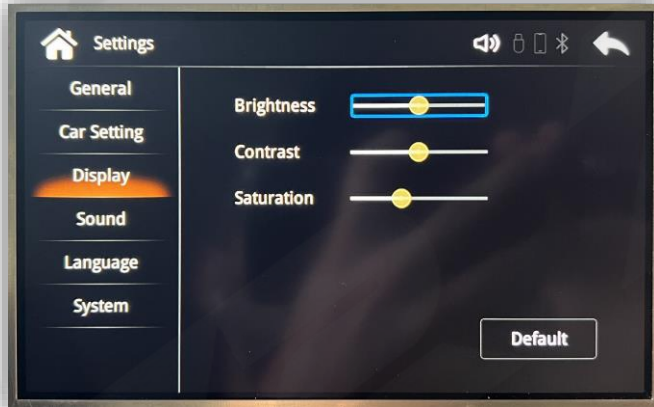 Settings
General
Car Setting
Display
Sound
Language
System
Brightness
Contrast
Saturation
Default